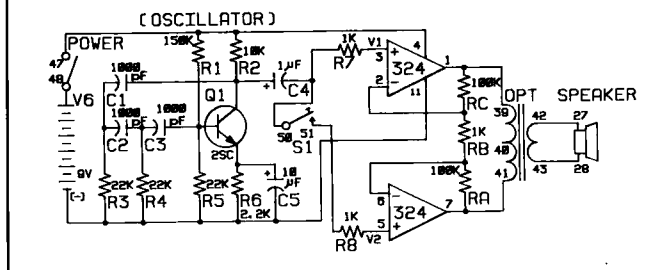 (OSCILLATOR)
POWER
47
48
V6
9V
(-)
1000
pF
C1
1000
C2
1000
pF
C3
22K
R3
22K
R4
150K
R1
10K
R2
Q1
2SC
22K
R5
R6
2.2K
10
µF
C5
+
1µF
+
C4
50
51
S1
1K
R7
V1
3
+
2
-
324
4
11
1
100K
RC
1K
RB
100K
RA
6
-
5
+
324
7
1K
R8
V2
OPT
SPEAKER
39
40
41
42
43
27
28